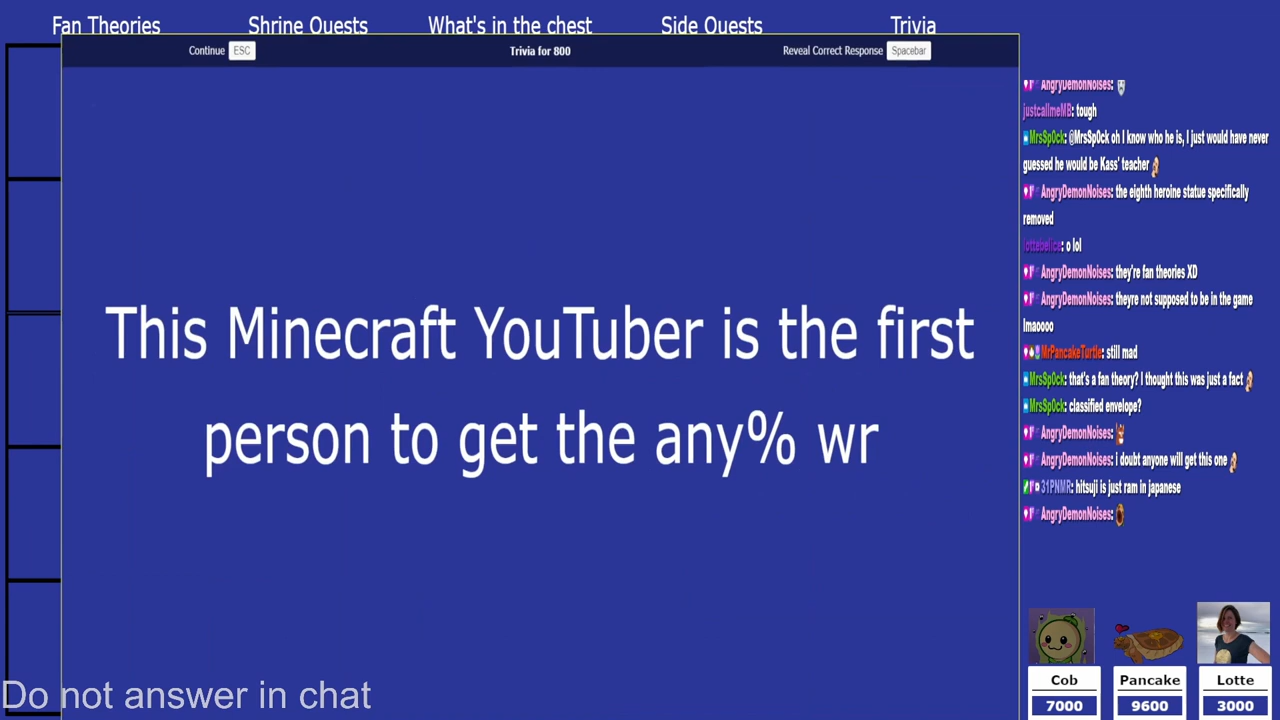 Fan Theories
Shrine Quests
What's in the chest
Side Quests
Trivia
Continue ESC
Trivia for 800
Reveal Correct Response Spacebar
This Minecraft YouTuber is the first
person to get the any% wr
AngryDemonNoises:
justcallmeMB: tough
MrsSp0ck: @MrsSp0ck oh I know who he is, I just would have never
guessed he would be Kass' teacher
AngryDemonNoises: the eighth heroine statue specifically
removed
lottebelice: o lol
AngryDemonNoises: they're fan theories XD
AngryDemonNoises: theyre not supposed to be in the game
lmaoooo
MrPancakeTurtle: still mad
MrsSp0ck: that's a fan theory? I thought this was just a fact
MrsSp0ck: classified envelope?
AngryDemonNoises:
AngryDemonNoises: i doubt anyone will get this one
31PNMR: hitsuji is just ram in japanese
AngryDemonNoises:
Do not answer in chat
Cob
7000
Pancake
9600
Lotte
3000